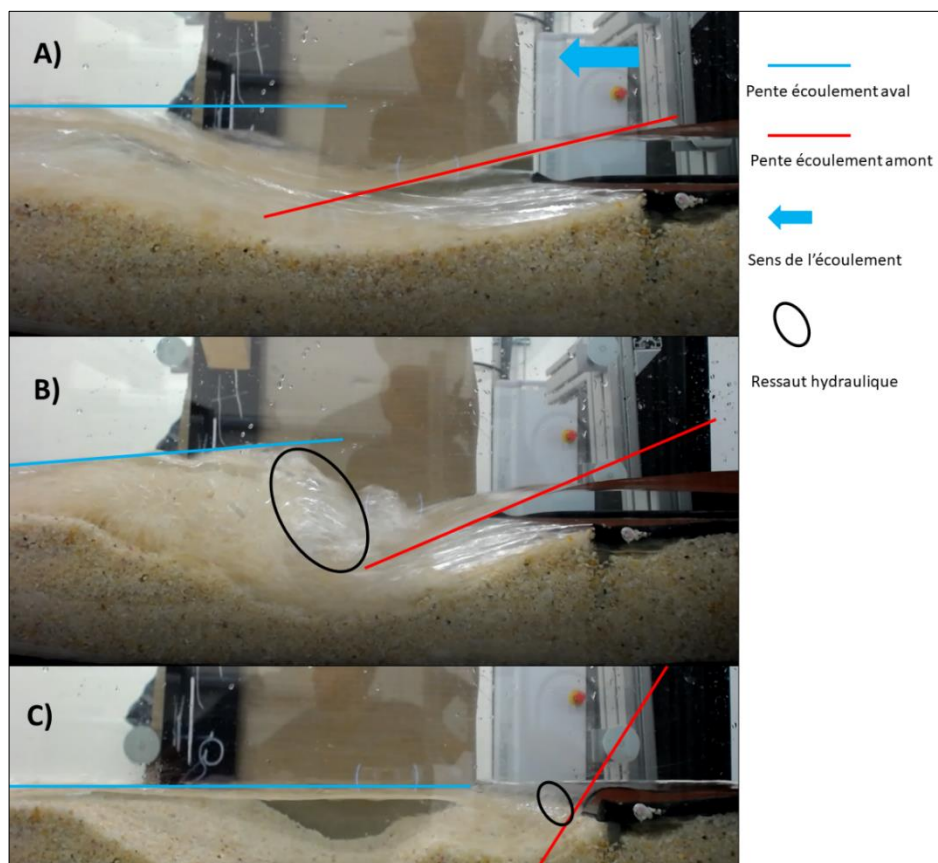 A)
B)
C)
Pente écoulement aval
Pente écoulement amont
Sens de l'écoulement
Ressaut hydraulique